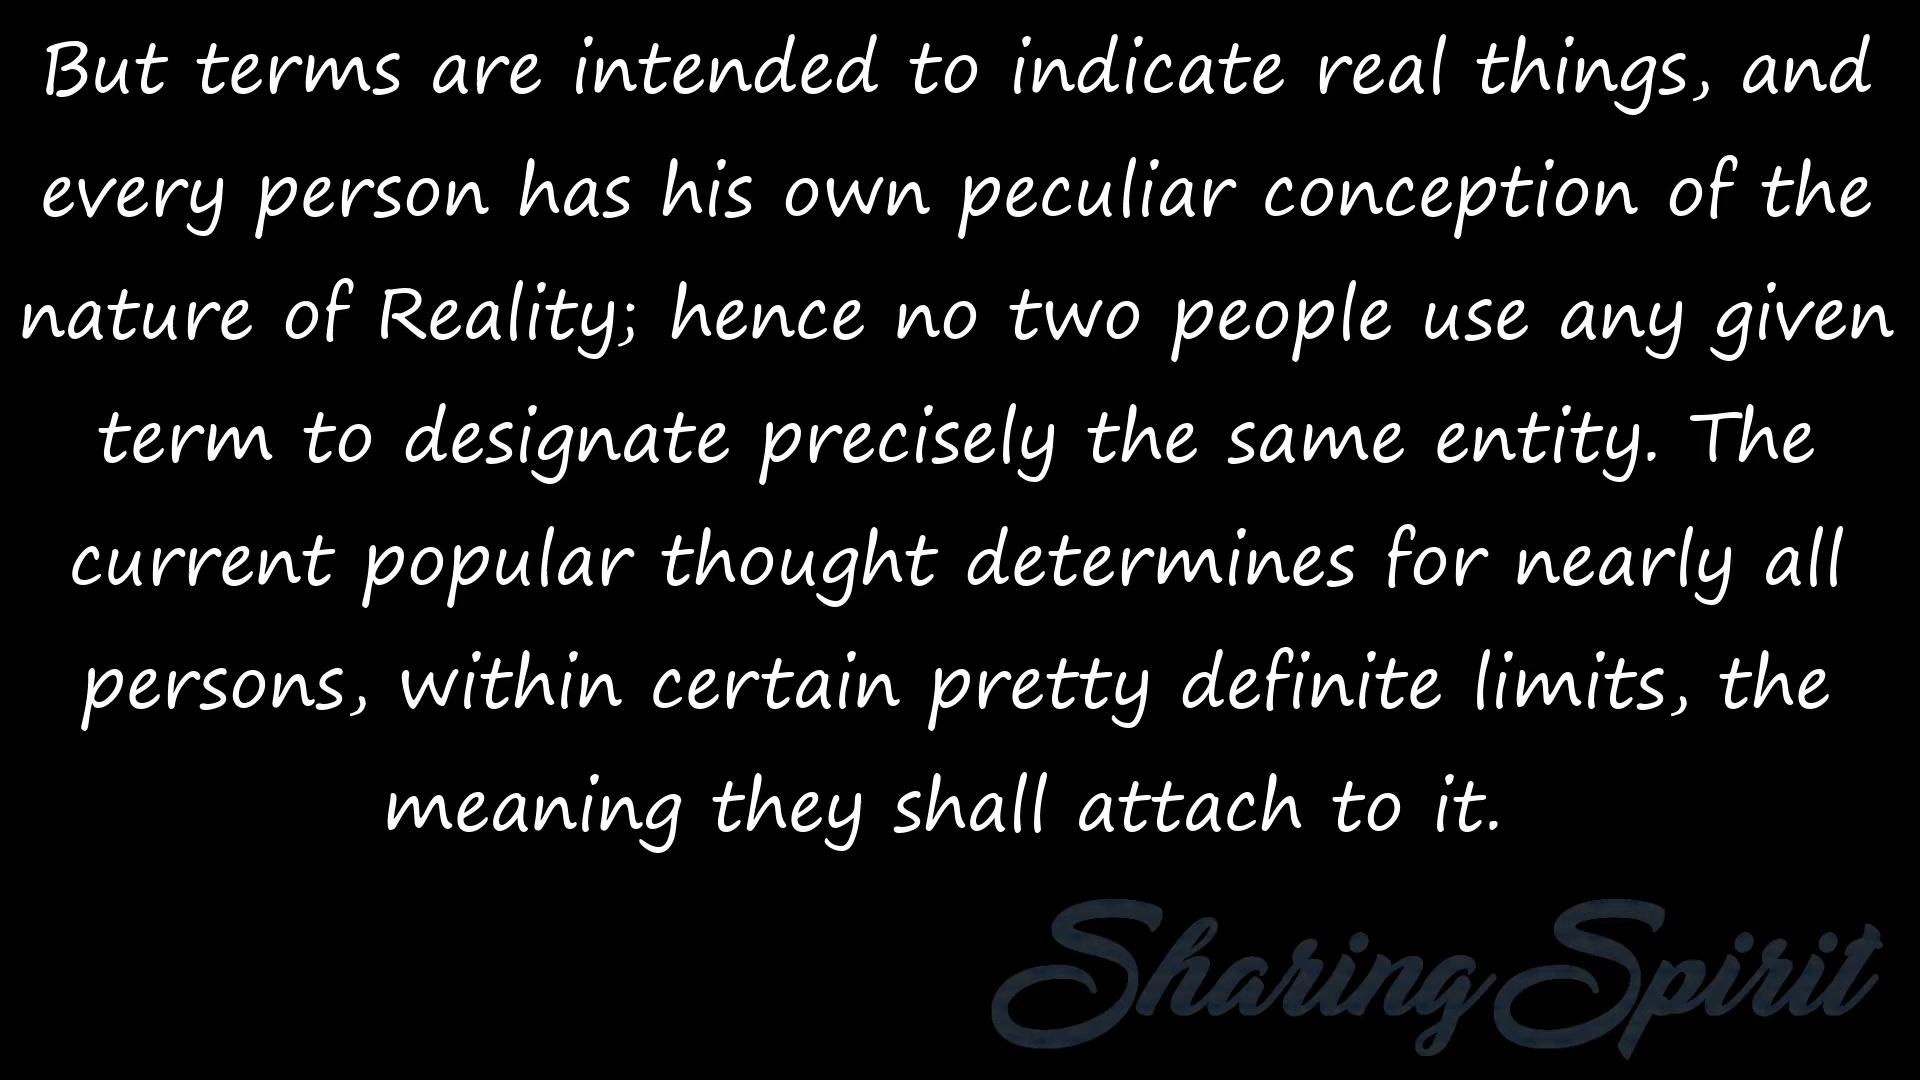 But terms are intended to indicate real things, and
every person has his own peculiar conception of the
nature of Reality; hence no two people use any given
term to designate precisely the same entity. The
current popular thought determines for nearly all
persons, within certain pretty definite limits, the
meaning they shall attach to it.
Sharing Spirit